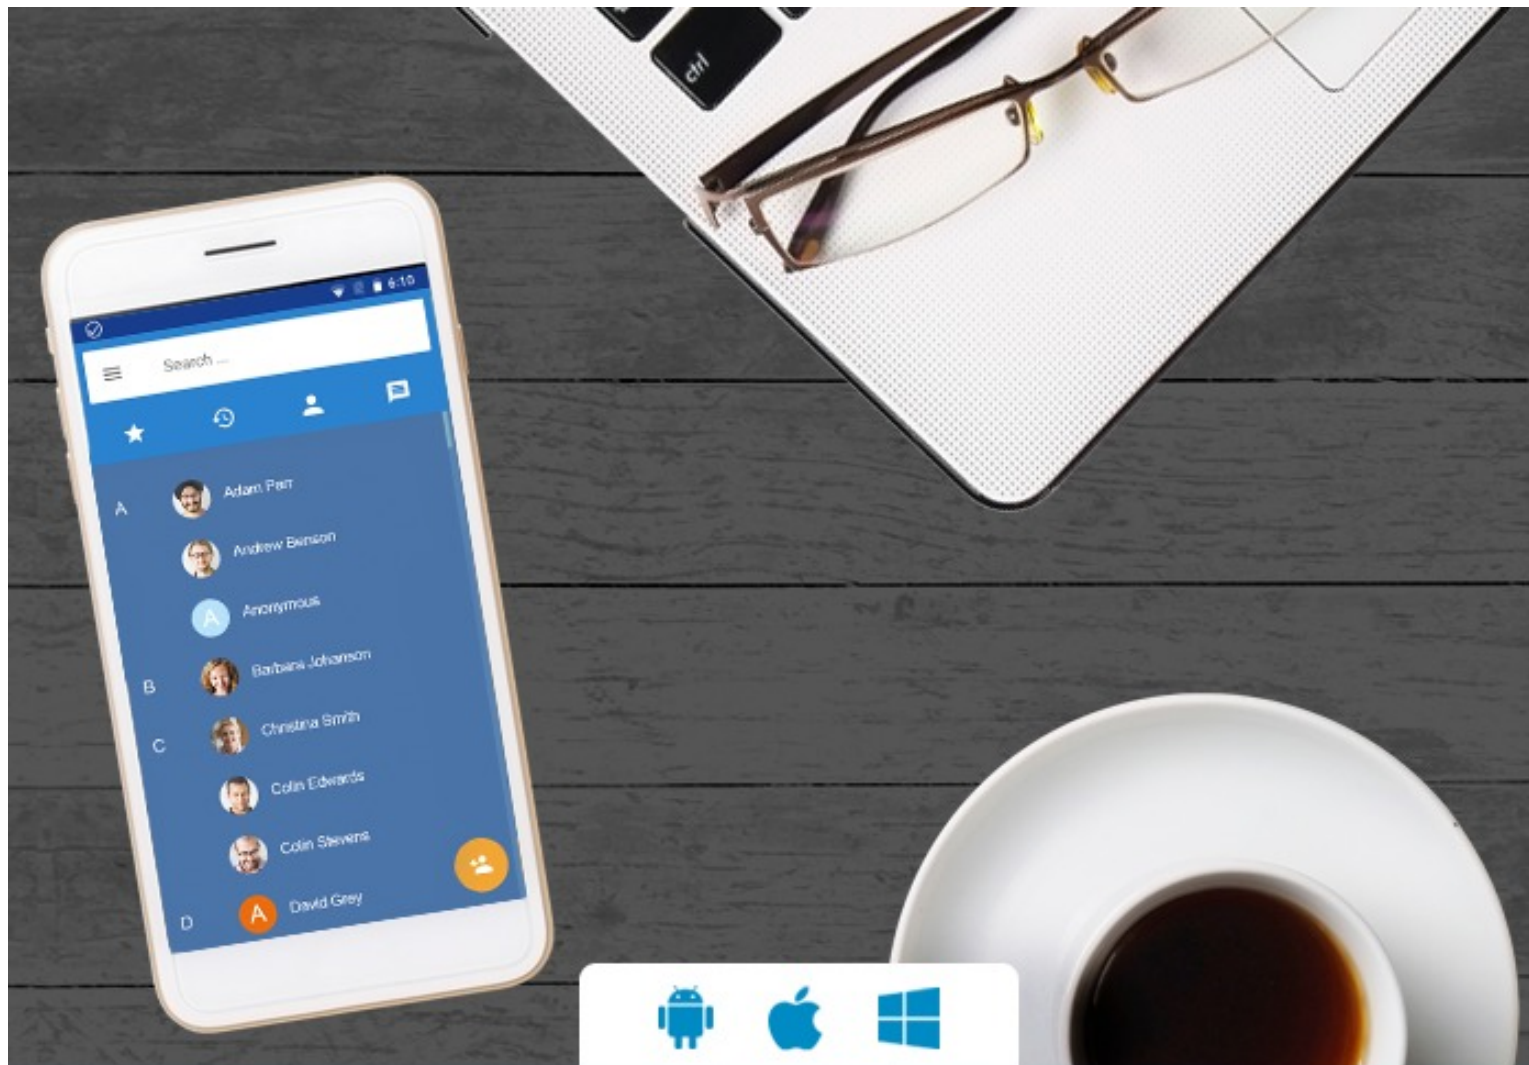 ctrl
6:10
Search ...
A
Adam Parr
Andrew Benson
A
Anonymous
B
Barbara Johanson
C
Christina Smith
Colin Edwards
Colin Stevens
D
A
David Grey